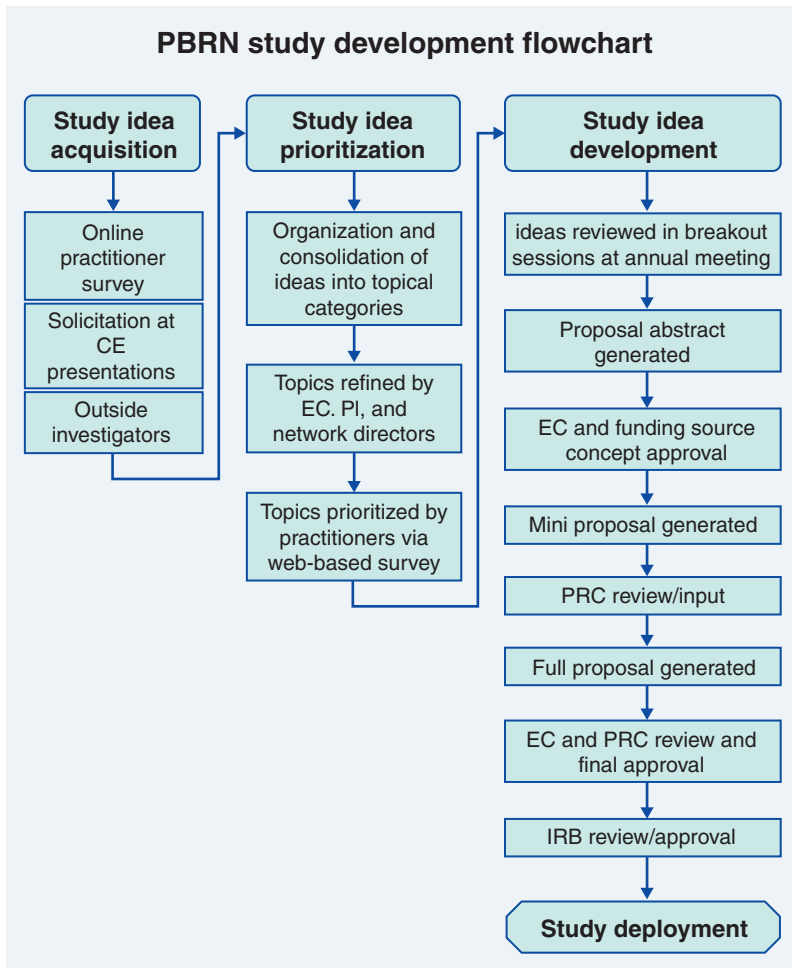 PBRN study development flowchart
Study idea
acquisition
Online
practitioner
survey
Solicitation at
CE
presentations
Outside
investigators
Study idea
prioritization
Organization and
consolidation of
ideas into topical
categories
Topics refined by
EC. PI, and
network directors
Topics prioritized by
practitioners via
web-based survey
Study idea
development
ideas reviewed in breakout
sessions at annual meeting
Proposal abstract
generated
EC and funding source
concept approval
Mini proposal generated
PRC review/input
Full proposal generated
EC and PRC review and
final approval
IRB review/approval
Study deployment